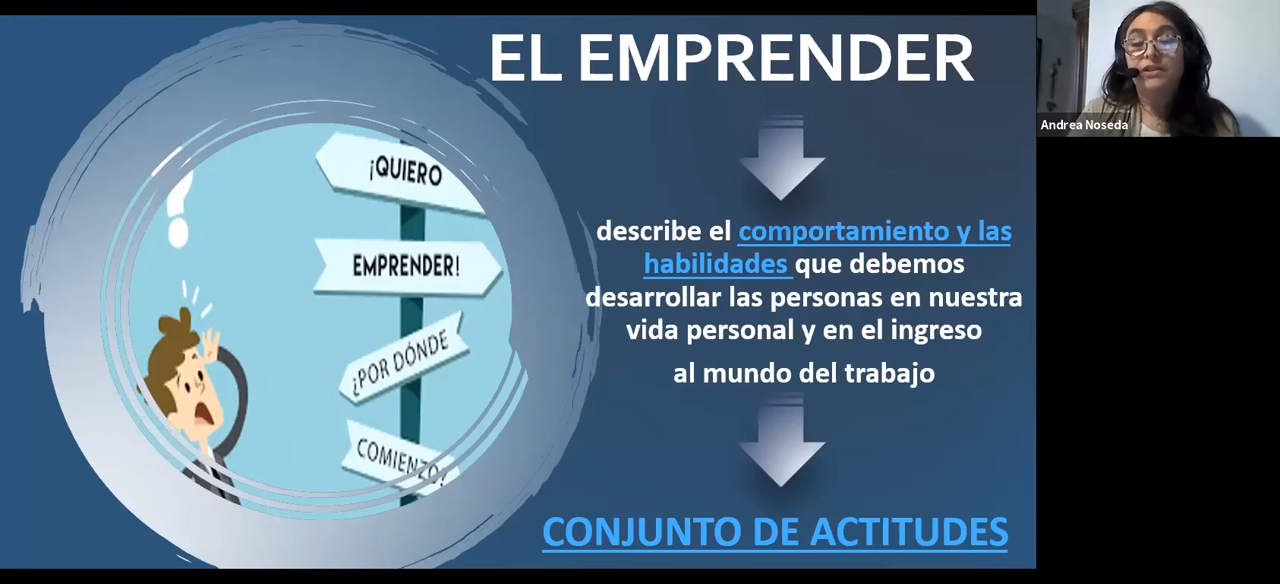 EL EMPRENDER
¡QUIERO
EMPRENDER!
¿POR DÓNDE
COMIENZO?
describe el comportamiento y las
habilidades que debemos
desarrollar las personas en nuestra
vida personal y en el ingreso
al mundo del trabajo
CONJUNTO DE ACTITUDES
Andrea Noseda